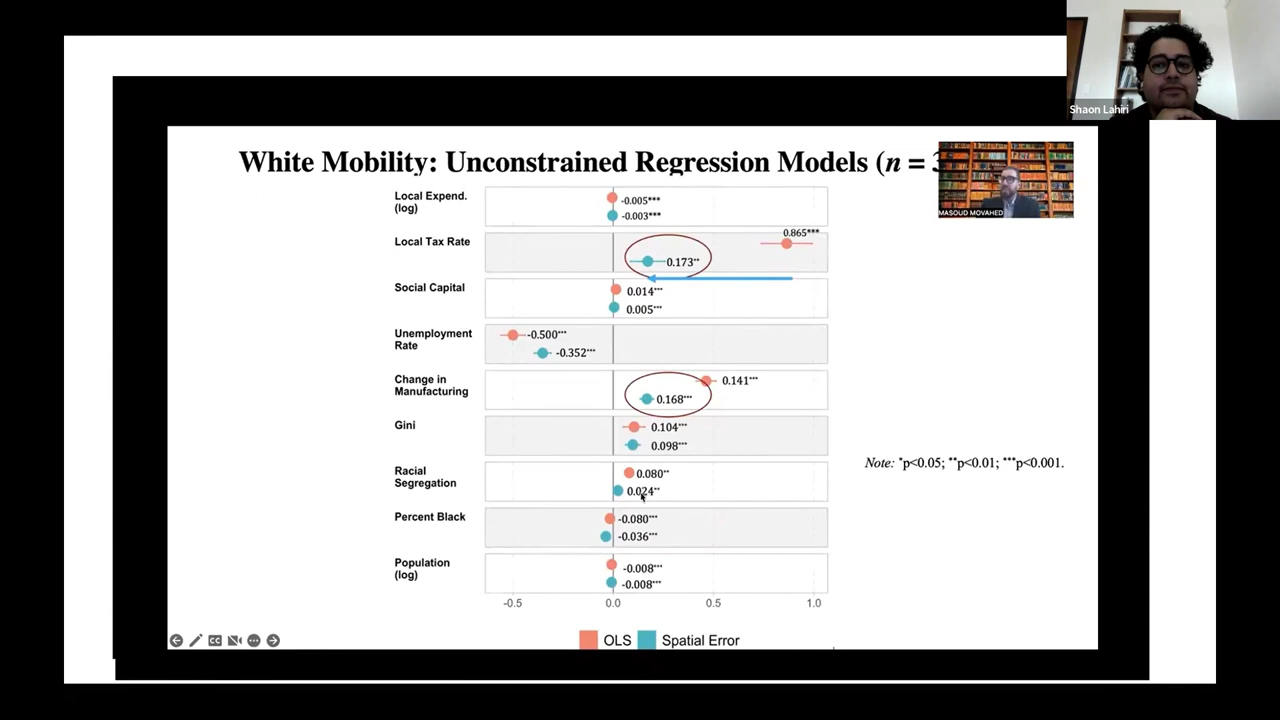 Shaon Lahiri
White Mobility: Unconstrained Regression Models (n = 3
MASOUD MOVAHED
Local Expend.
(log)
-0.005***
-0.003***
Local Tax Rate
0.865***
0.173**
Social Capital
0.014***
0.005***
Unemployment
Rate
-0.500***
-0.352***
Change in
Manufacturing
0.141***
0.168***
Gini
0.104***
0.098***
Racial
Segregation
0.080**
0.024**
Note: *p<0.05; **p<0.01; ***p<0.001.
Percent Black
-0.080***
-0.036***
Population
(log)
-0.008***
-0.008***
-0.5 0.0 0.5 1.0
CC
OLS Spatial Error